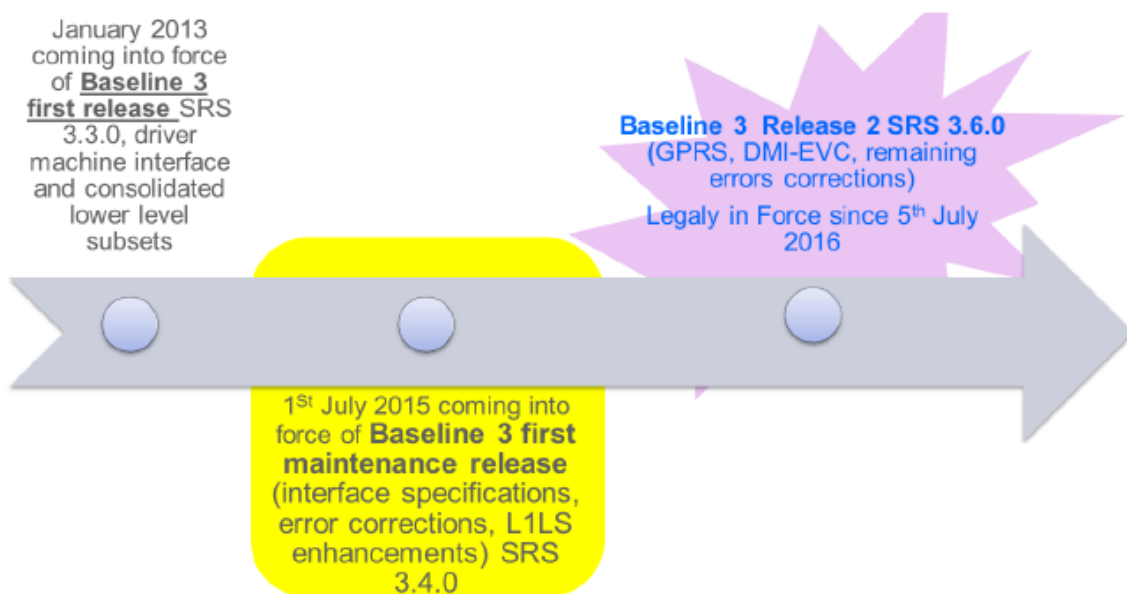 January 2013
coming into force
of Baseline 3
first release SRS
3.3.0, driver
machine interface
and consolidated
lower level
subsets
1St July 2015 coming into
force of Baseline 3 first
maintenance release
(interface specifications,
error corrections, L1LS
enhancements) SRS
3.4.0
Baseline 3 Release 2 SRS 3.6.0
(GPRS, DMI-EVC, remaining
errors corrections)
Legaly in Force since 5th July
2016